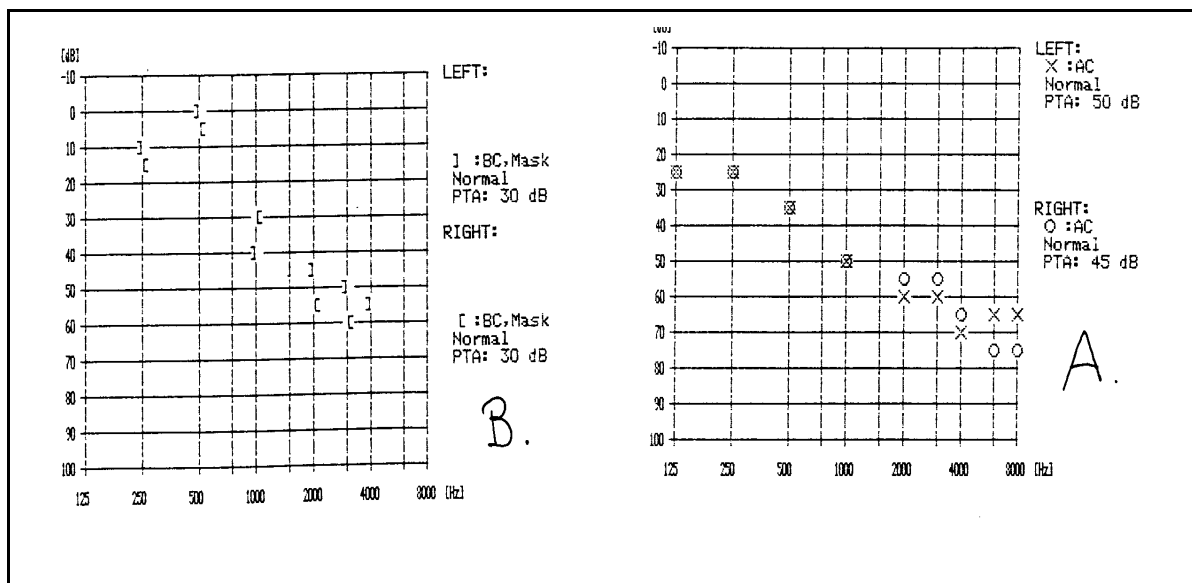 [dB]
-10
0
10
20
30
40
50
60
70
80
90
100
125 250 500 1000 2000 4000 8000 [Hz]
LEFT:
] :BC,Mask
Normal
PTA: 30 dB
RIGHT:
[ :BC,Mask
Normal
PTA: 30 dB
B.
-10
0
10
20
30
40
50
60
70
80
90
100
125 250 500 1000 2000 4000 8000 [Hz]
LEFT:
X :AC
Normal
PTA: 50 dB
RIGHT:
O :AC
Normal
PTA: 45 dB
A.